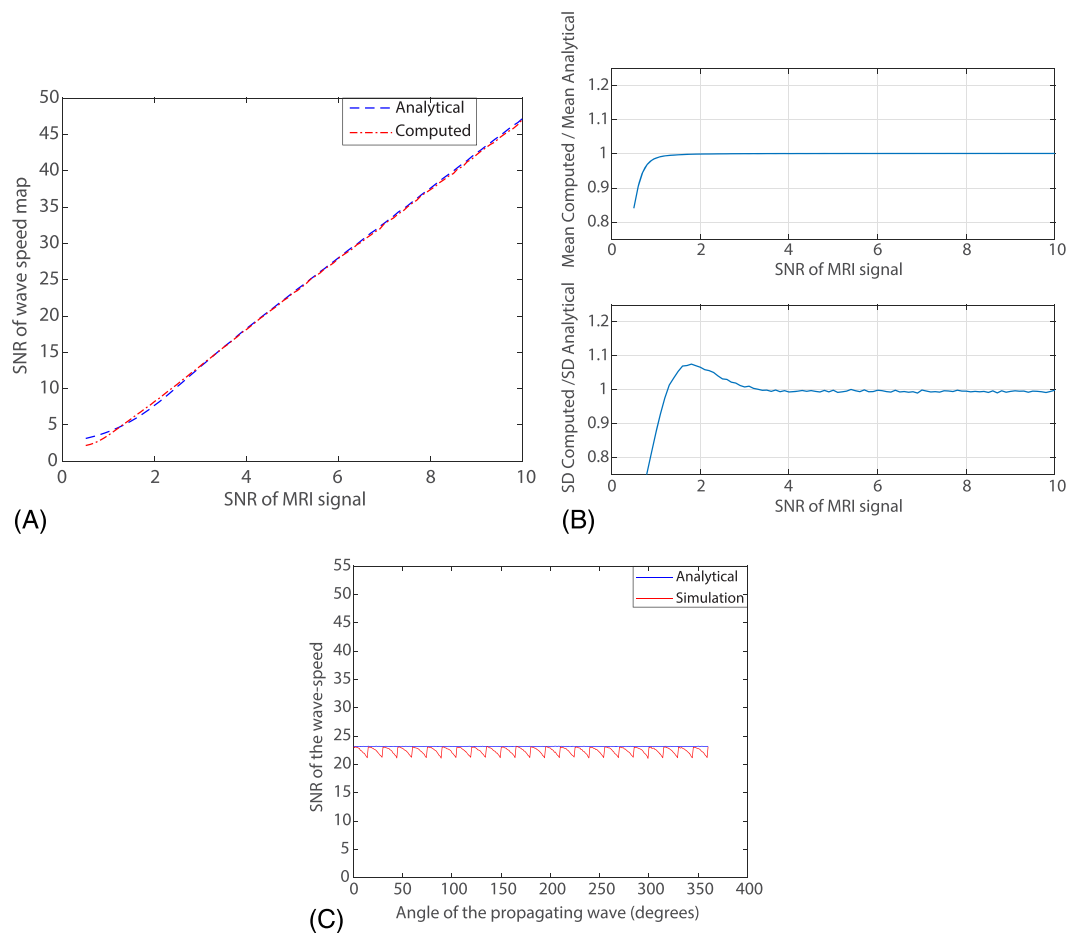 50
45
40
35
30
25
20
15
10
5
0
0 2 4 6 8 10
SNR of wave speed map
SNR of MRI signal
Analytical
Computed
(A)
Mean Computed / Mean Analytical
1.2
1.1
1
0.9
0.8
0 2 4 6 8 10
SNR of MRI signal
SD Computed /SD Analytical
1.2
1.1
1
0.9
0.8
0 2 4 6 8 10
SNR of MRI signal
(B)
55
50
45
40
35
30
25
20
15
10
5
0
0 50 100 150 200 250 300 350 400
SNR of the wave-speed
Angle of the propagating wave (degrees)
Analytical
Simulation
(C)